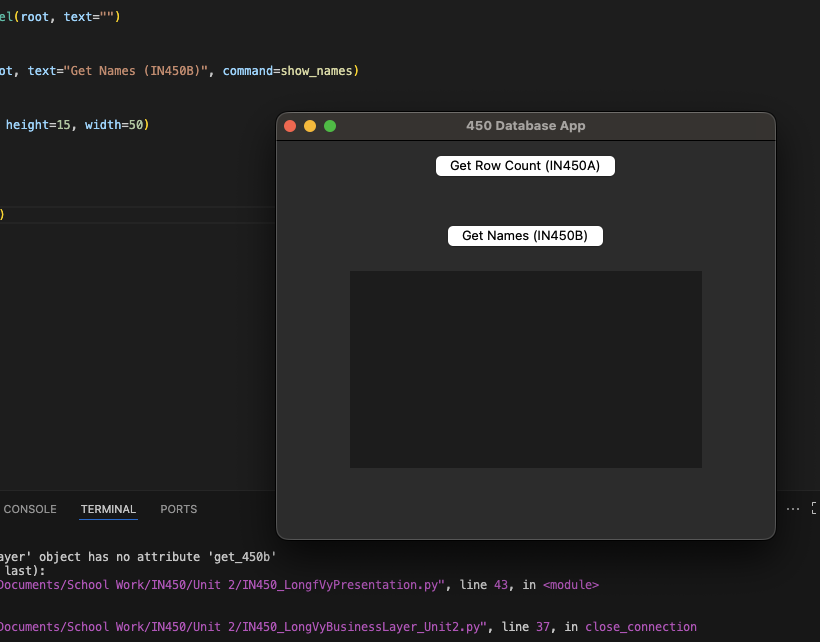 el(root, text="")
ot, text="Get Names (IN450B)", command=show_names)
height=15, width=50)
)
450 Database App
Get Row Count (IN450A)
Get Names (IN450B)
CONSOLE TERMINAL PORTS
ayer' object has no attribute 'get_450b'
last):
Documents/School Work/IN450/Unit 2/IN450_LongfVyPresentation.py", line 43, in <module>
Documents/School Work/IN450/Unit 2/IN450_LongVyBusinessLayer_Unit2.py", line 37, in close_connection